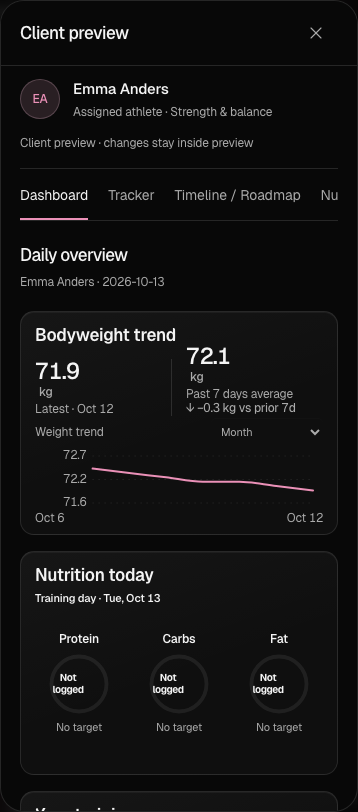 Client preview
EA
Emma Anders
Assigned athlete · Strength & balance
Client preview · changes stay inside preview
Dashboard Tracker Timeline / Roadmap Nu
Daily overview
Emma Anders · 2026-10-13
Bodyweight trend
71.9
kg
Latest · Oct 12
72.1
kg
Past 7 days average
↓ −0.3 kg vs prior 7d
Weight trend Month
72.7
72.2
71.6
Oct 6 Oct 12
Nutrition today
Training day · Tue, Oct 13
Protein Carbs Fat
Not logged Not logged Not logged
No target No target No target